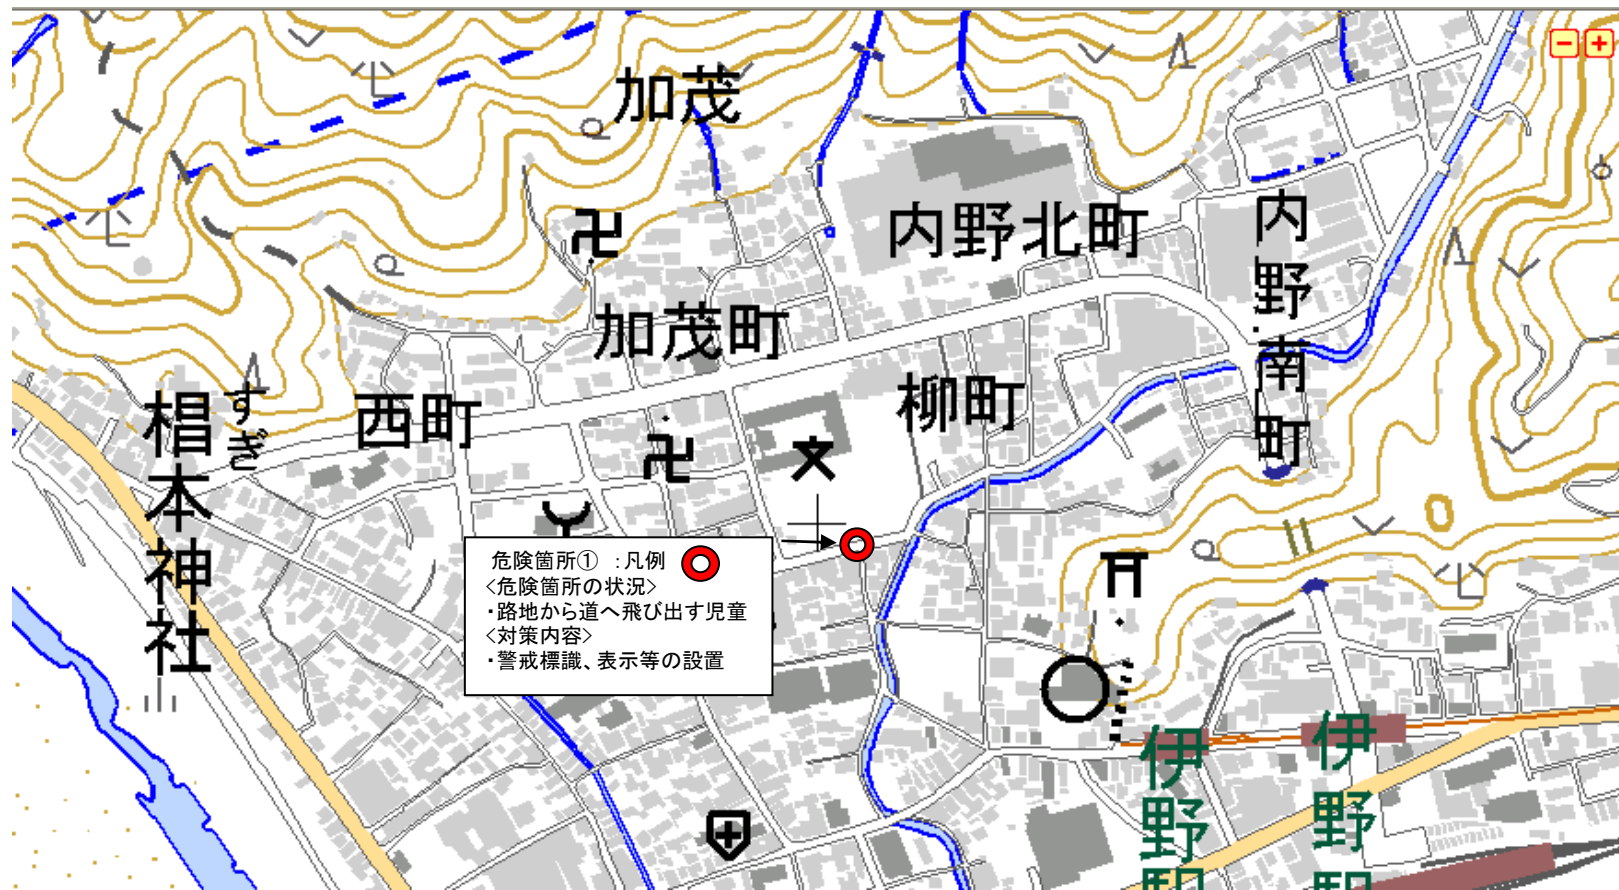 加茂
内野北町
内野南町
加茂町
柳町
西町
すぎ
椙本神社
危険箇所① :凡例
<危険箇所の状況>
・路地から道へ飛び出す児童
<対策内容>
・警戒標識、表示等の設置
伊野駅
伊野駅